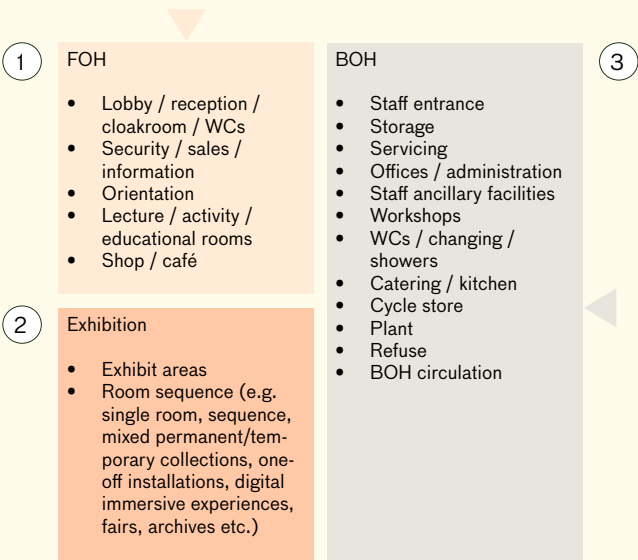 1
FOH
• Lobby / reception /
cloakroom / WCs
• Security / sales /
information
• Orientation
• Lecture / activity /
educational rooms
• Shop / café
2
Exhibition
• Exhibit areas
• Room sequence (e.g.
single room, sequence,
mixed permanent/tem-
porary collections, one-
off installations, digital
immersive experiences,
fairs, archives etc.)
BOH
• Staff entrance
• Storage
• Servicing
• Offices / administration
• Staff ancillary facilities
• Workshops
• WCs / changing /
showers
• Catering / kitchen
• Cycle store
• Plant
• Refuse
• BOH circulation
3